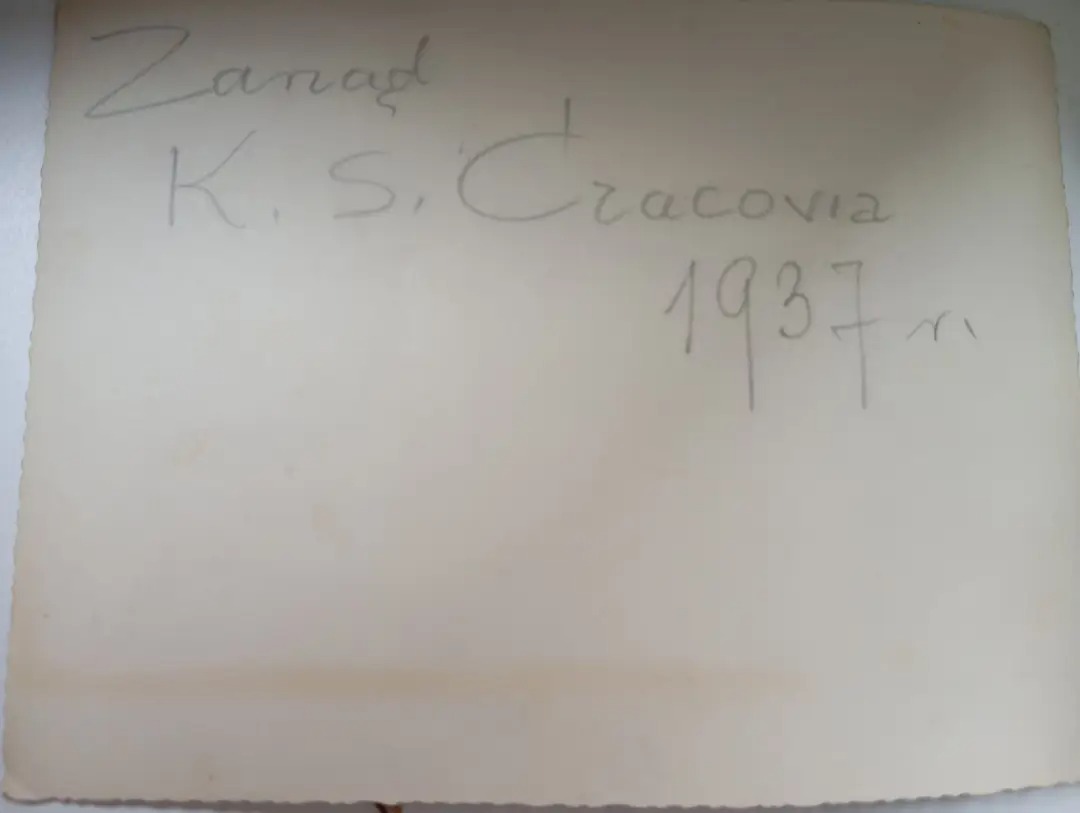 Zarząd
K. S. Cracovia
1937 r.